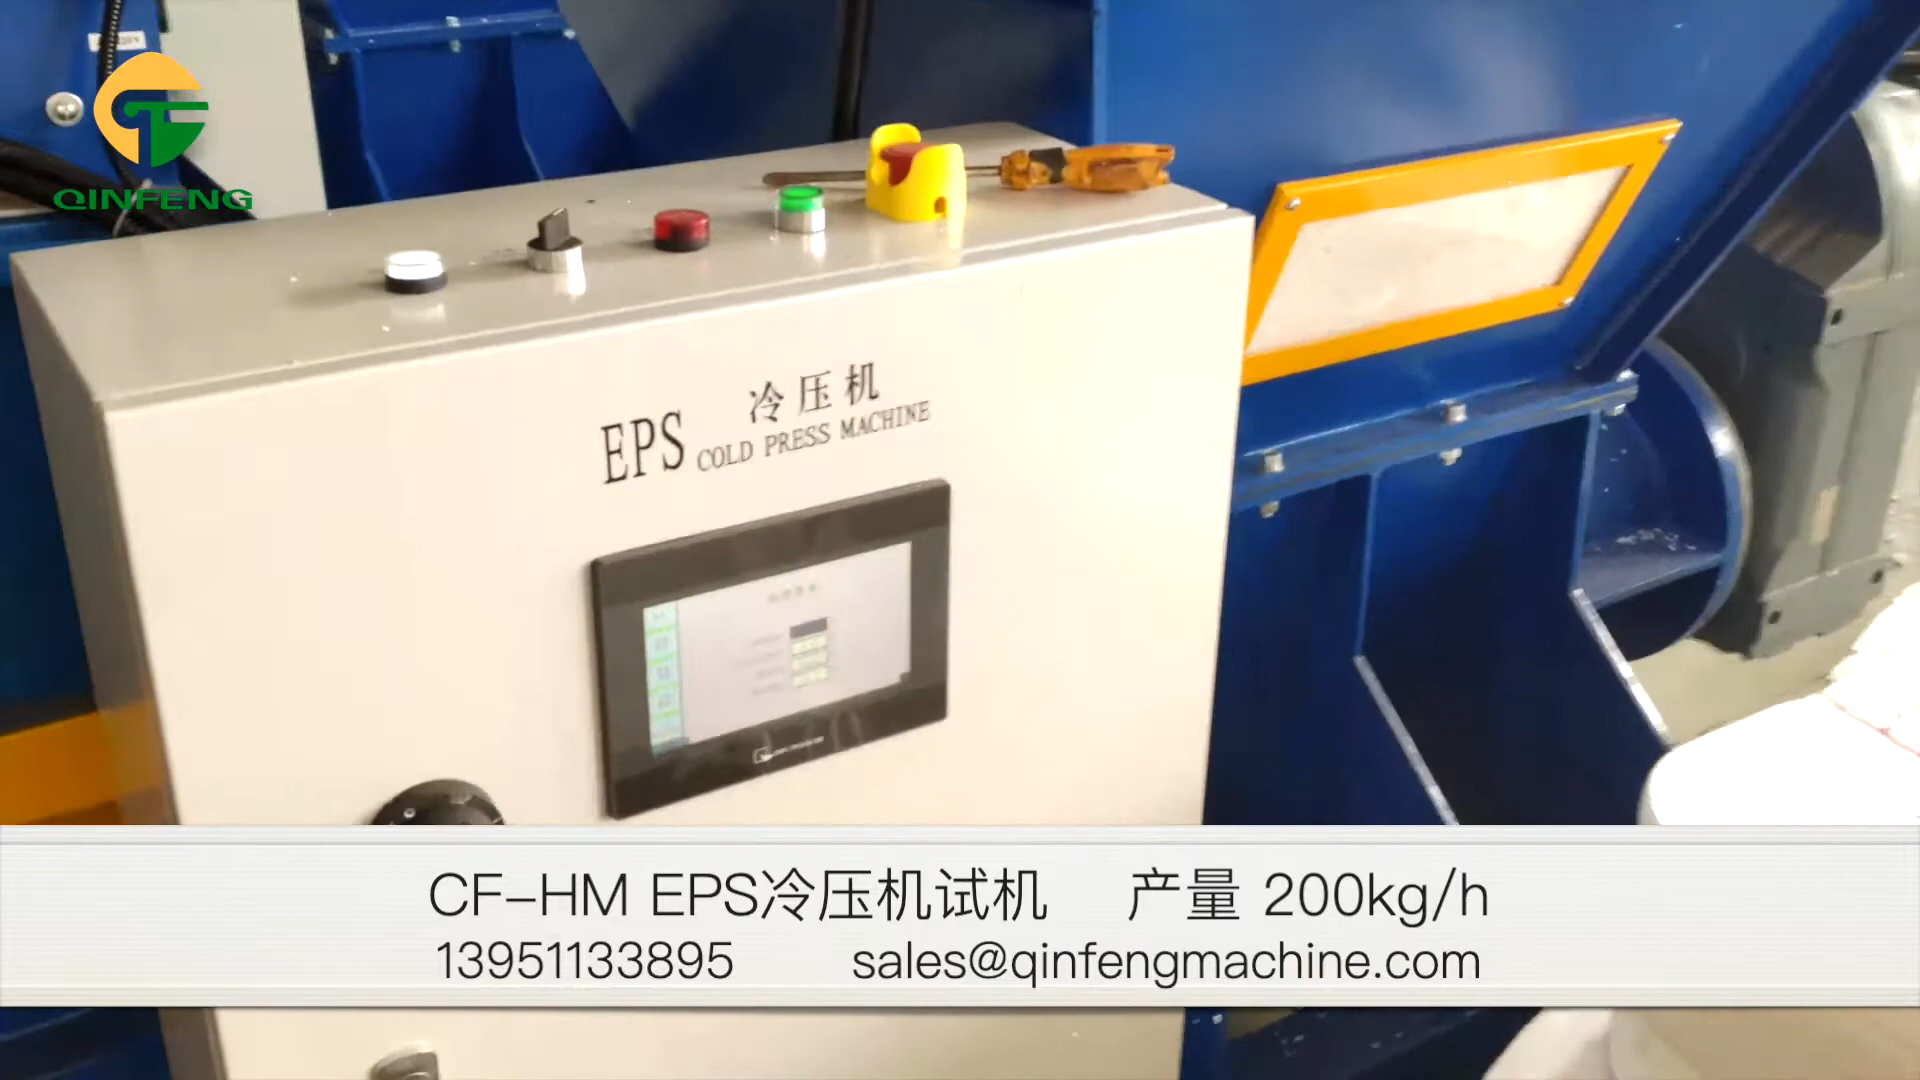 QINFENG
EPS 冷压机
COLD PRESS MACHINE
CF-HM EPS冷压机试机 产量 200kg/h
13951133895 sales@qinfengmachine.com